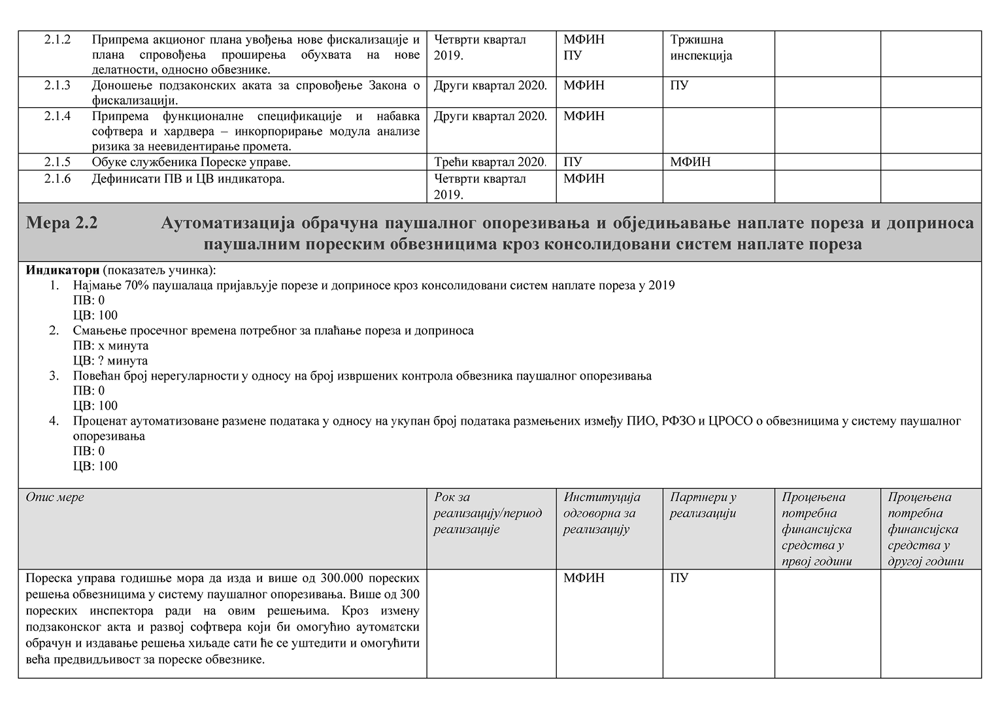 2.1.2 Припрема акционог плана увођења нове фискализације и
плана спровођења проширења обухвата на нове
делатности, односно обвезнике.
Четврти квартал
2019.
МФИН
ПУ
Тржишна
инспекција
2.1.3 Доношење подзаконских аката за спровођење Закона о
фискализацији.
Други квартал 2020.
МФИН
ПУ
2.1.4 Припрема функционалне спецификације и набавка
софтвера и хардвера – инкорпорирање модула анализе
ризика за неевидентирање промета.
Други квартал 2020.
МФИН
2.1.5 Обуке службеника Пореске управе.
Трећи квартал 2020.
ПУ
МФИН
2.1.6 Дефинисати ПВ и ЦВ индикатора.
Четврти квартал
2019.
МФИН
Мера 2.2 Аутоматизација обрачуна паушалног опорезивања и обједињавање наплате пореза и доприноса
паушалним пореским обвезницима кроз консолидовани систем наплате пореза
Индикатори (показатељ учинка):
1. Најмање 70% паушалаца пријављује порезе и доприносе кроз консолидовани систем наплате пореза у 2019
ПВ: 0
ЦВ: 100
2. Смањење просечног времена потребног за плаћање пореза и доприноса
ПВ: х минута
ЦВ: ? минута
3. Повећан број нерегуларности у односу на број извршених контрола обвезника паушалног опорезивања
ПВ: 0
ЦВ: 100
4. Проценат аутоматизоване размене података у односу на укупан број података размењених између ПИО, РФЗО и ЦРОСО о обвезницима у систему паушалног
опорезивања
ПВ: 0
ЦВ: 100
Опис мере
Рок за
реализацију/период
реализације
Институција
одговорна за
реализацију
Партнери у
реализацији
Процењена
потребна
финансијска
средства у
првој години
Процењена
потребна
финансијска
средства у
другој години
Пореска управа годишње мора да изда и више од 300.000 пореских
решења обвезницима у систему паушалног опорезивања. Више од 300
пореских инспектора ради на овим решењима. Кроз измену
подзаконског акта и развој софтвера који би омогућио аутоматски
обрачун и издавање решења хиљаде сати ће се уштедити и омогућити
већа предвидљивост за пореске обвезнике.
МФИН
ПУ